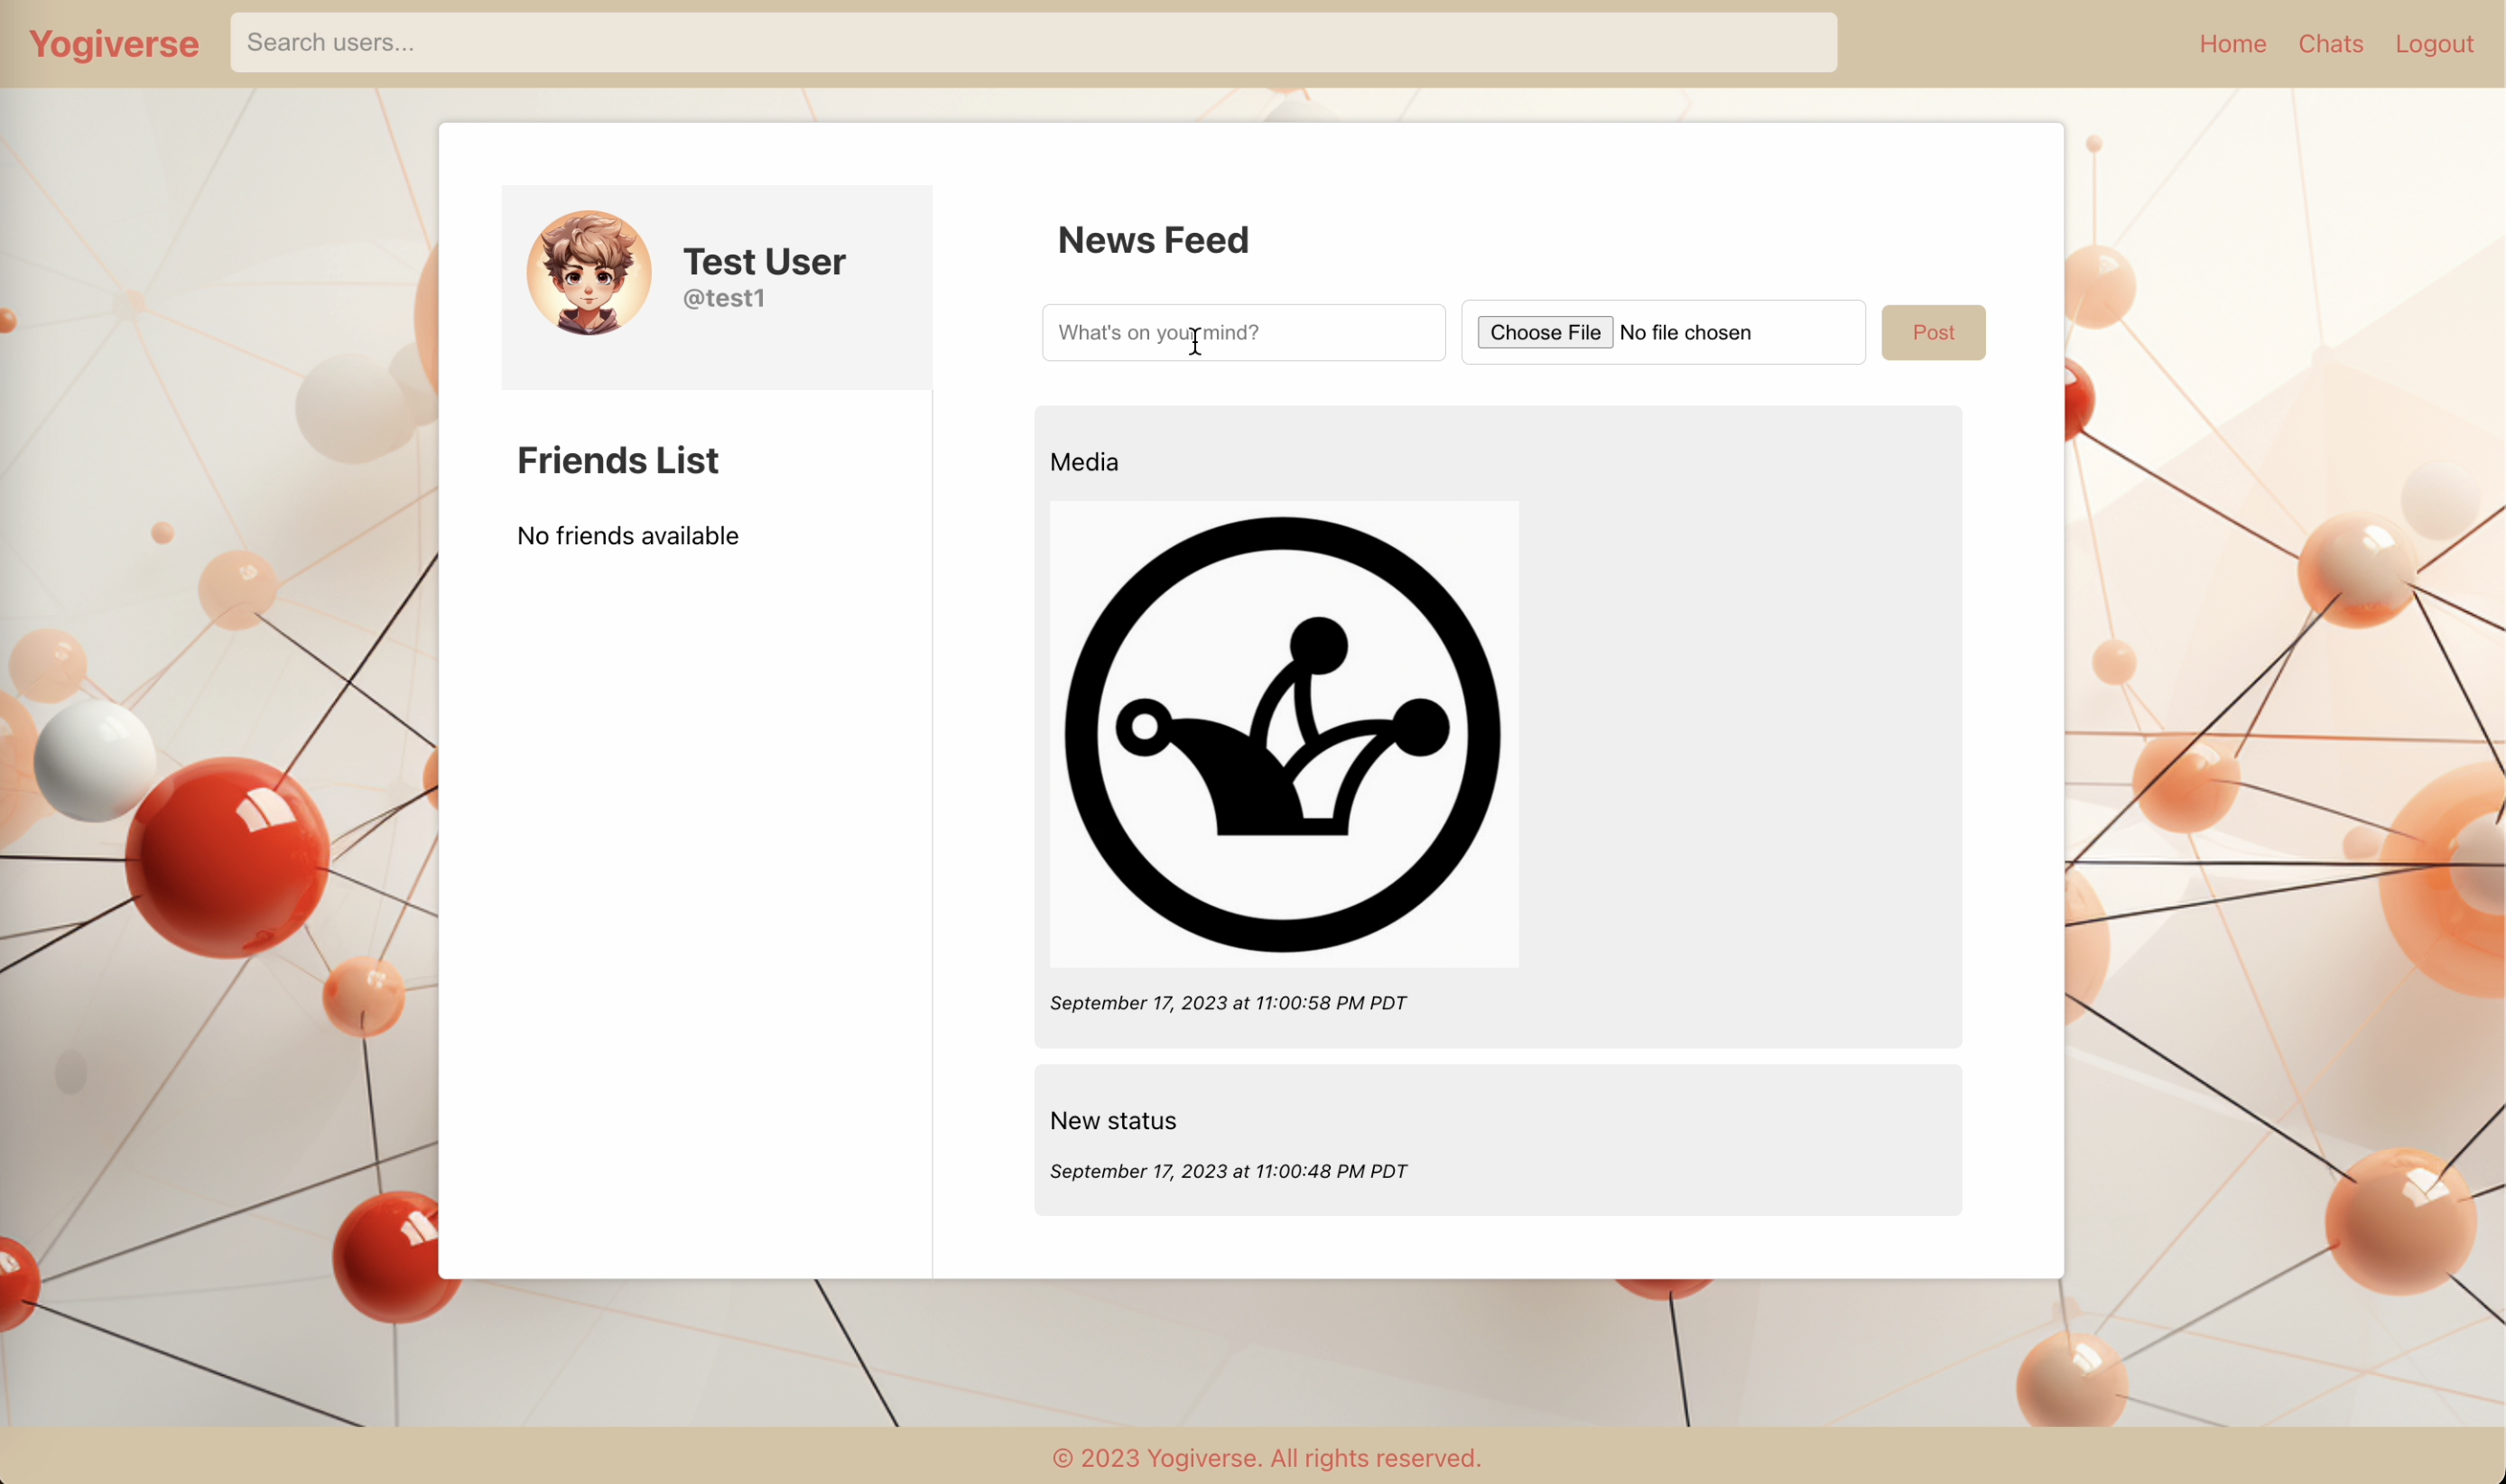 Yogiverse
Search users...
Home
Chats
Logout
Test User
@test1
Friends List
No friends available
News Feed
What's on your mind?
Choose File No file chosen
Post
Media
September 17, 2023 at 11:00:58 PM PDT
New status
September 17, 2023 at 11:00:48 PM PDT
© 2023 Yogiverse. All rights reserved.